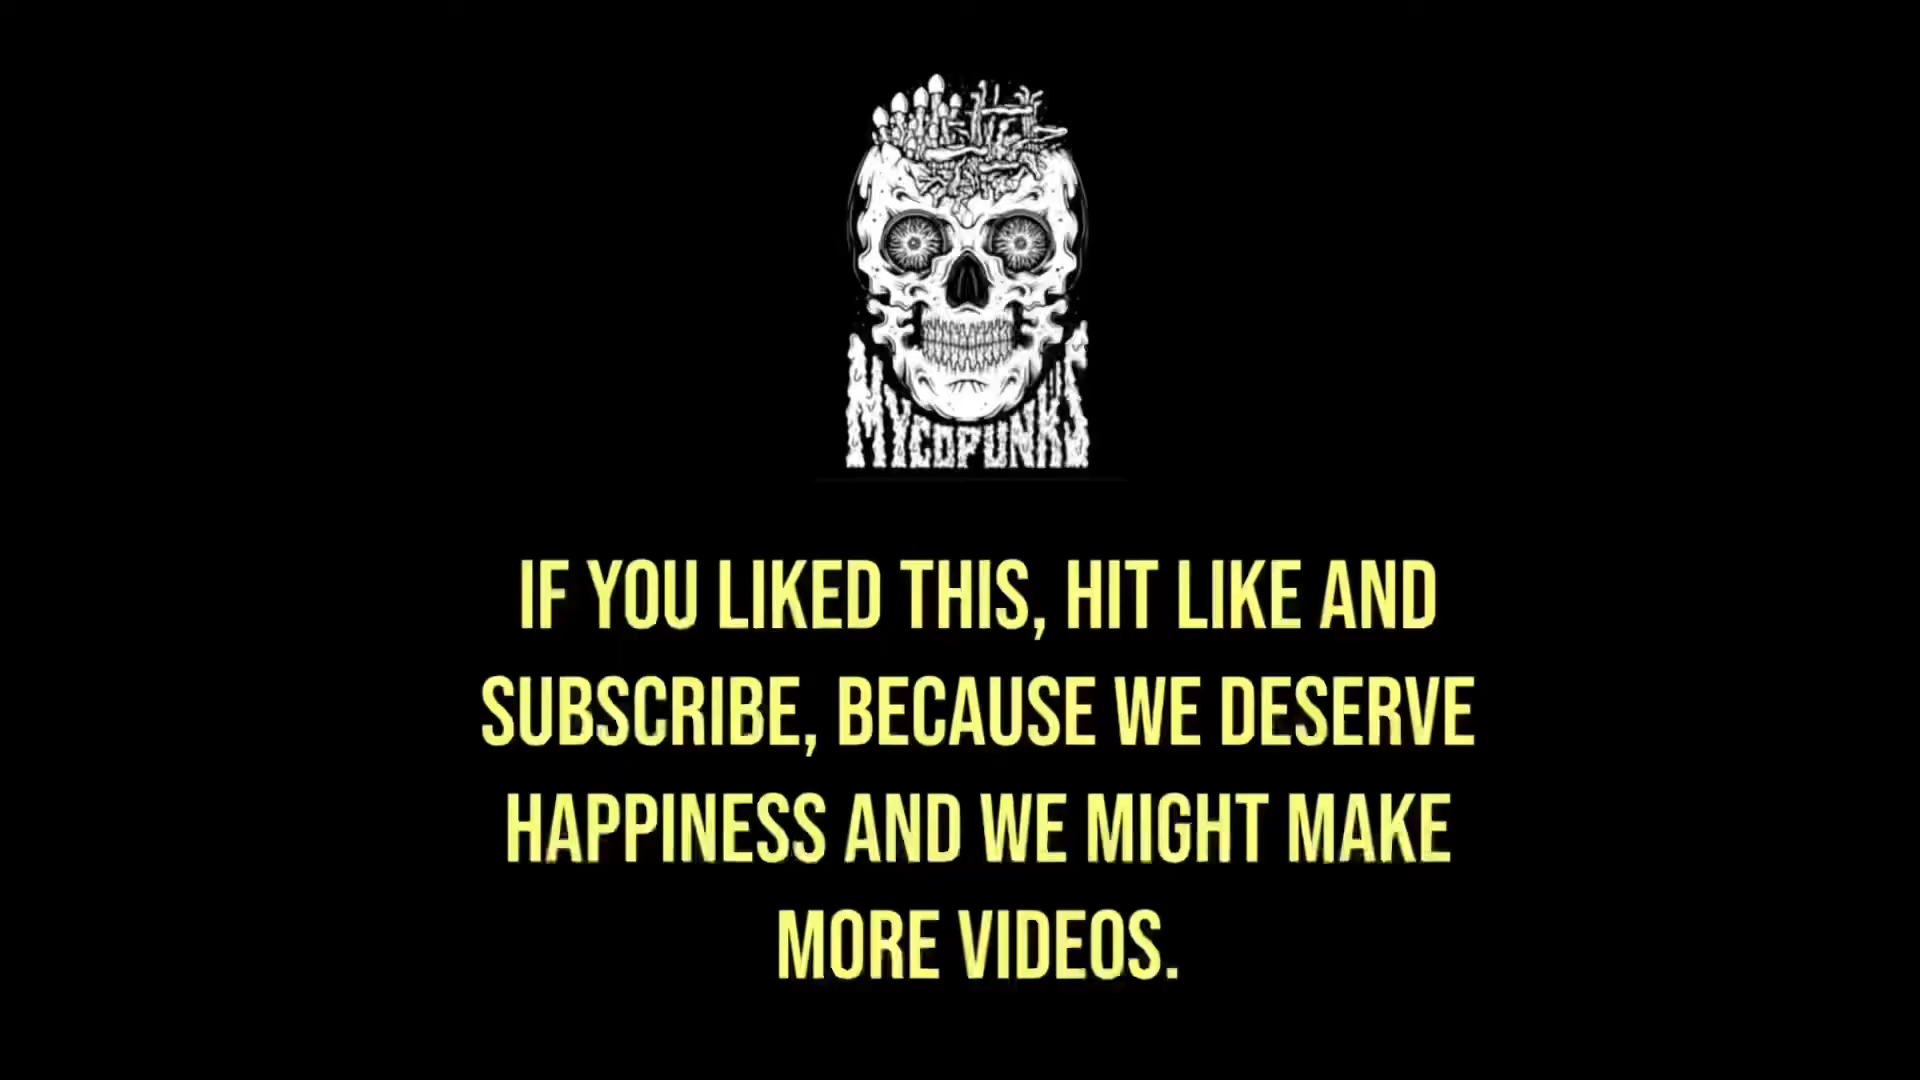 MYCOPUNKS
IF YOU LIKED THIS, HIT LIKE AND
SUBSCRIBE, BECAUSE WE DESERVE
HAPPINESS AND WE MIGHT MAKE
MORE VIDEOS.